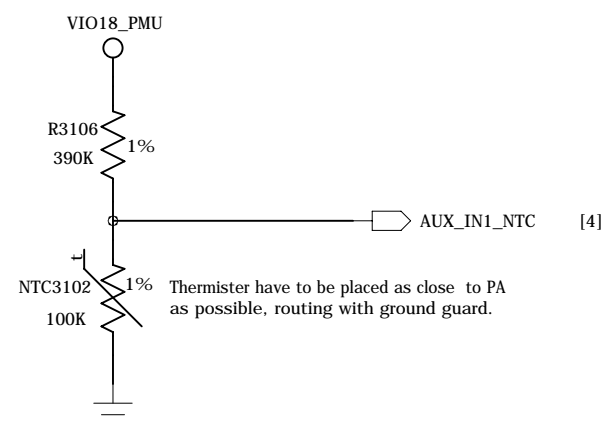 VIO18_PMU
R3106
390K
1%
AUX_IN1_NTC [4]
t
NTC3102
100K
1%
Thermister have to be placed as close to PA
as possible, routing with ground guard.